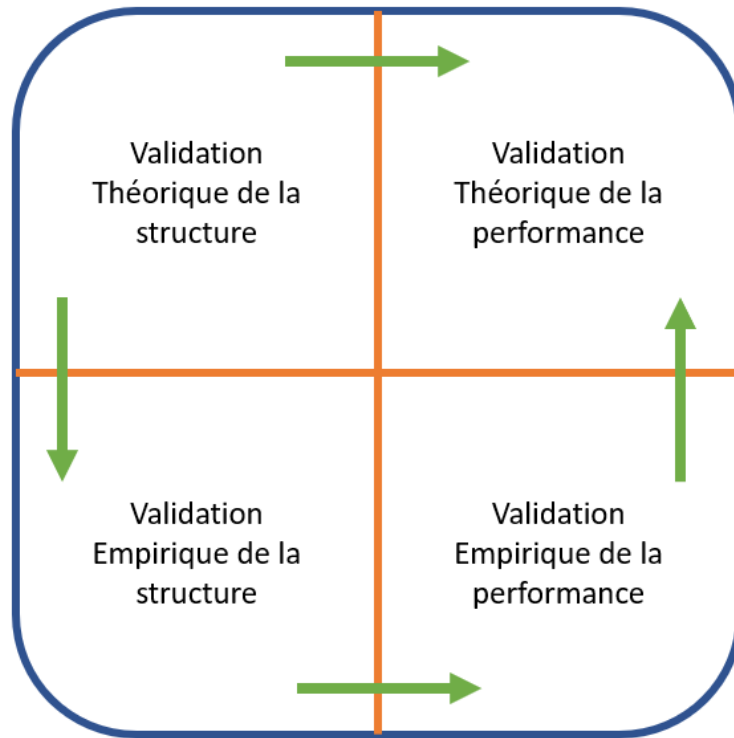 Validation
Théorique de la
structure
Validation
Théorique de la
performance
Validation
Empirique de la
structure
Validation
Empirique de la
performance